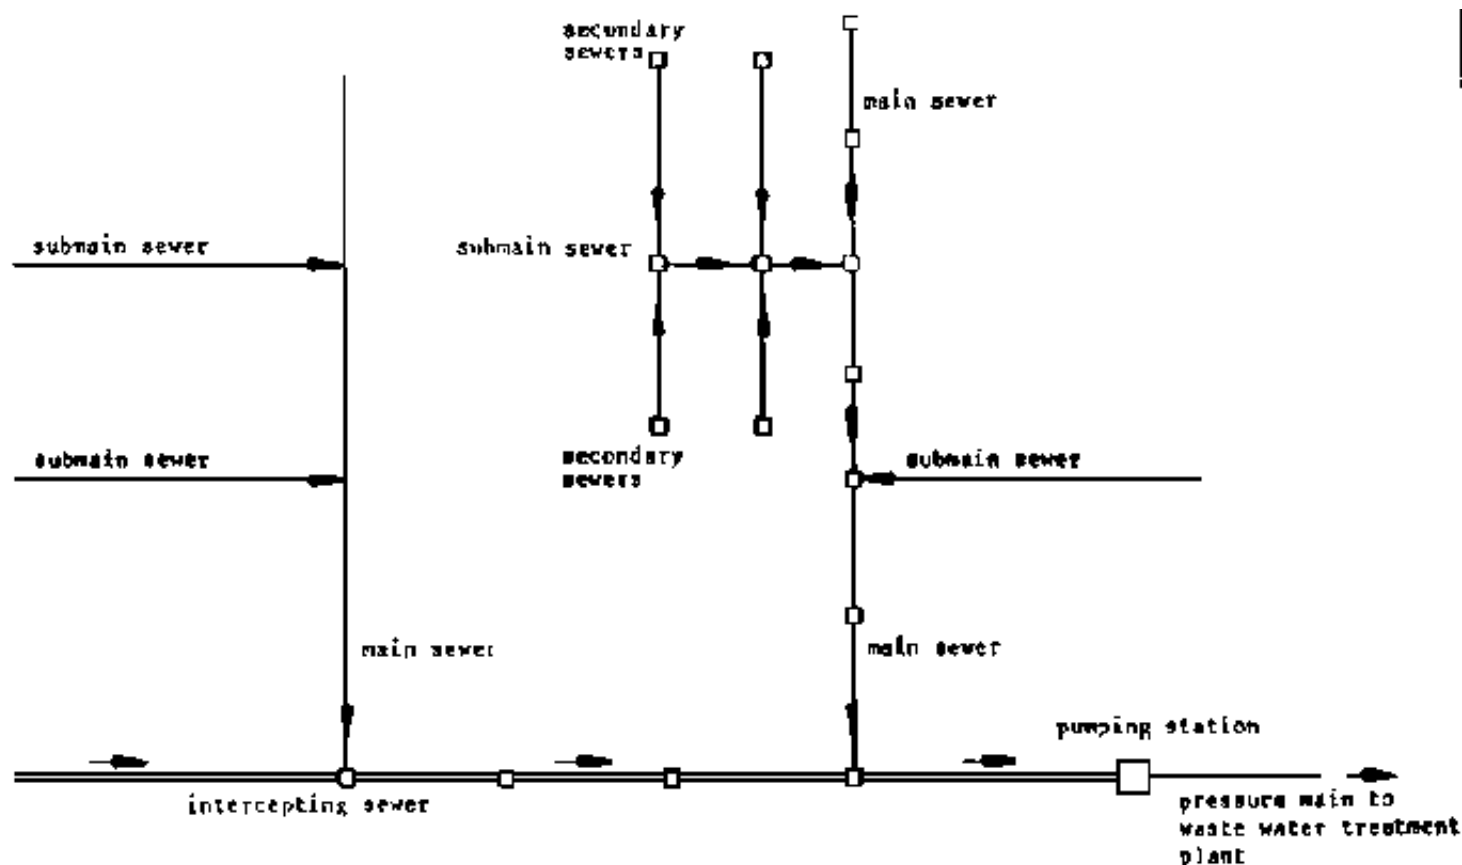 secondary
sewers
main sewer
submain sewer
submain sewer
submain sewer
secondary
sewers
submain sewer
main sewer
main sewer
pumping station
intercepting sewer
pressure main to
waste water treatment
plant